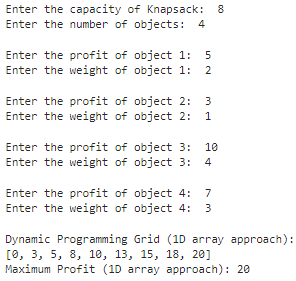 Enter the capacity of Knapsack: 8
Enter the number of objects: 4
Enter the profit of object 1: 5
Enter the weight of object 1: 2
Enter the profit of object 2: 3
Enter the weight of object 2: 1
Enter the profit of object 3: 10
Enter the weight of object 3: 4
Enter the profit of object 4: 7
Enter the weight of object 4: 3
Dynamic Programming Grid (1D array approach):
[0, 3, 5, 8, 10, 13, 15, 18, 20]
Maximum Profit (1D array approach): 20